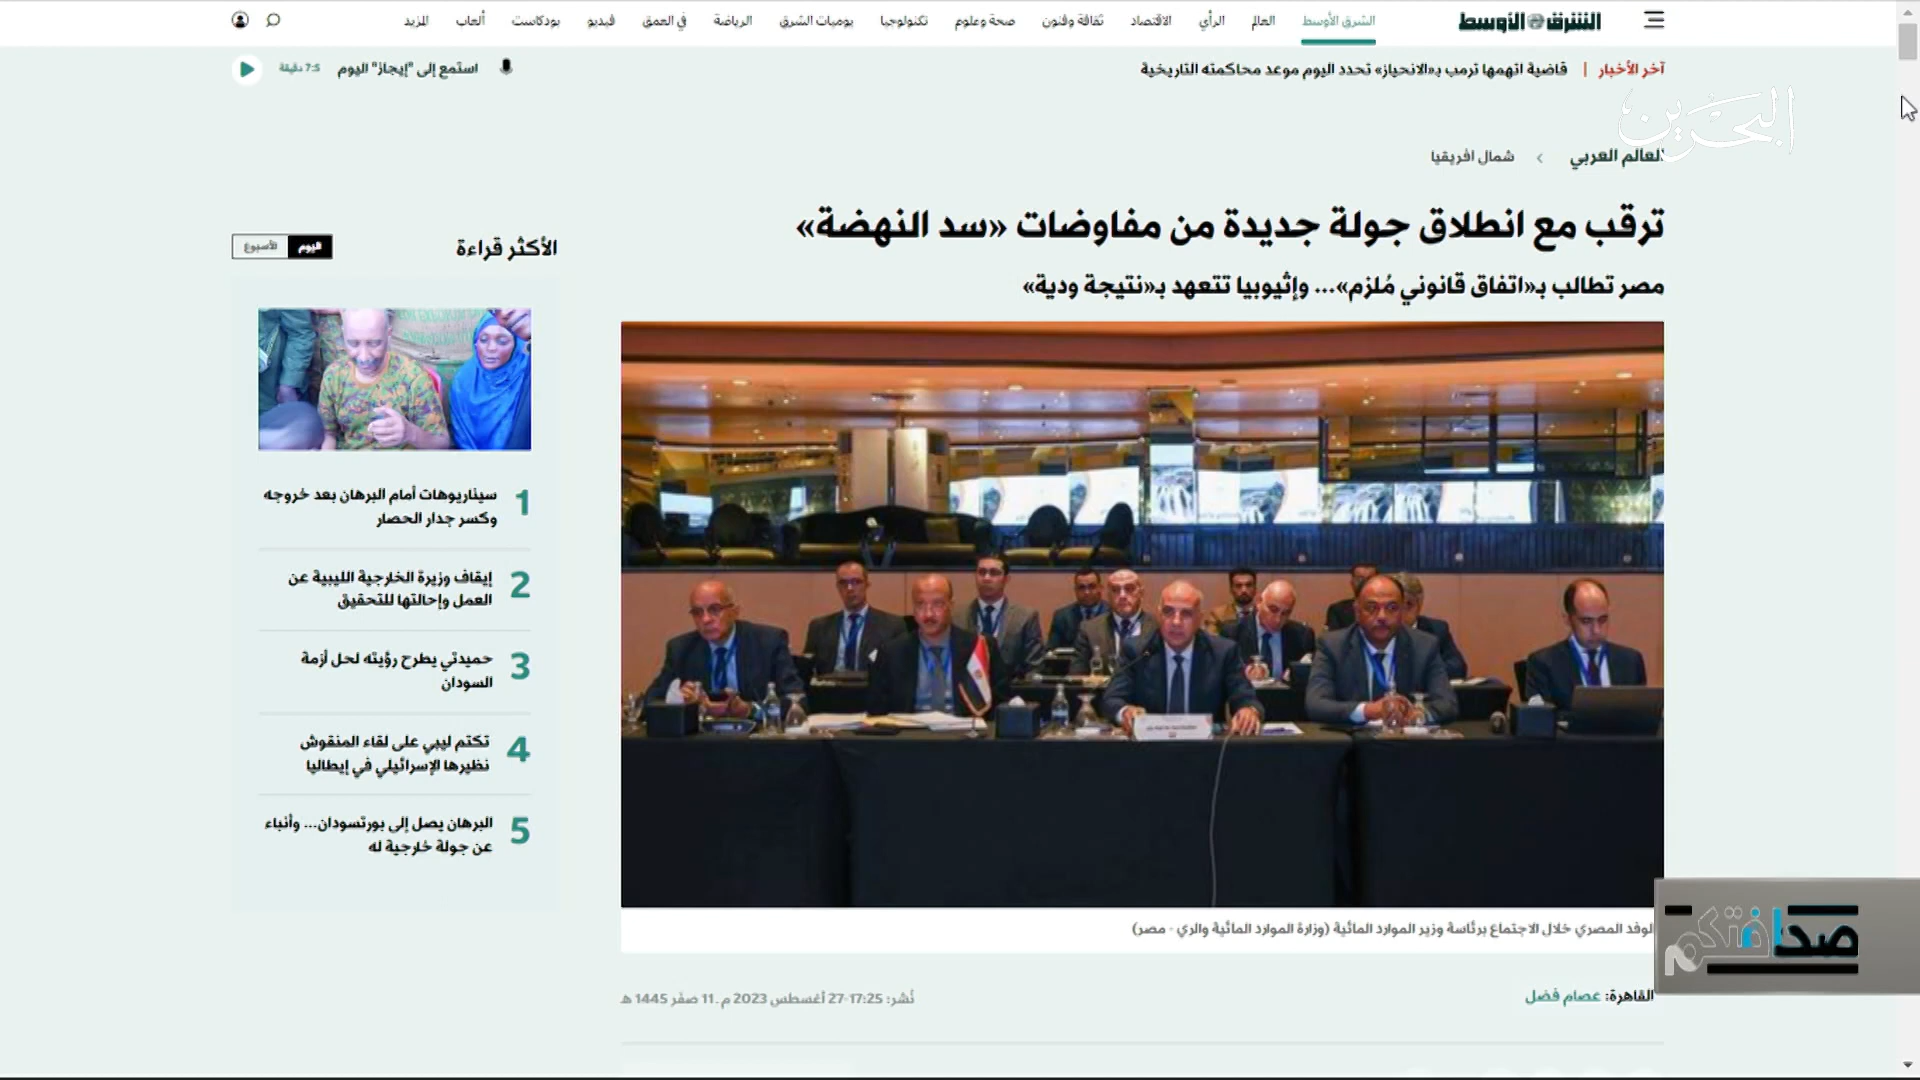 الشرق الأوسط
الشرق الأوسط
العالم
الرأي
الاقتصاد
ثقافة وفنون
صحة وعلوم
تكنولوجيا
يوميات الشرق
الرياضة
في العمق
فيديو
بودكاست
ألعاب
المزيد
آخر الأخبار | قاضية اتهمها ترمب بـ«الانحياز» تحدد اليوم موعد محاكمته التاريخية
استمع إلى "إيجاز" اليوم
7:5 دقيقة
البحرين
العالم العربي
شمال افريقيا
ترقب مع انطلاق جولة جديدة من مفاوضات «سد النهضة»
مصر تطالب بـ«اتفاق قانوني مُلزم»... وإثيوبيا تتعهد بـ«نتيجة ودية»
الوفد المصري خلال الاجتماع برئاسة وزير الموارد المائية (وزارة الموارد المائية والري - مصر)
القاهرة: عصام فضل
نُشر: 17:25-27 أغسطس 2023 م . 11 صفر 1445 هـ
الأكثر قراءة
اليوم
الأسبوع
1 سيناريوهات أمام البرهان بعد خروجه
وكسر جدار الحصار
2 إيقاف وزيرة الخارجية الليبية عن
العمل وإحالتها للتحقيق
3 حميدتي يطرح رؤيته لحل أزمة
السودان
4 تكتم ليبي على لقاء المنقوش
نظيرها الإسرائيلي في إيطاليا
5 البرهان يصل إلى بورتسودان... وأنباء
عن جولة خارجية له
صحافتكم